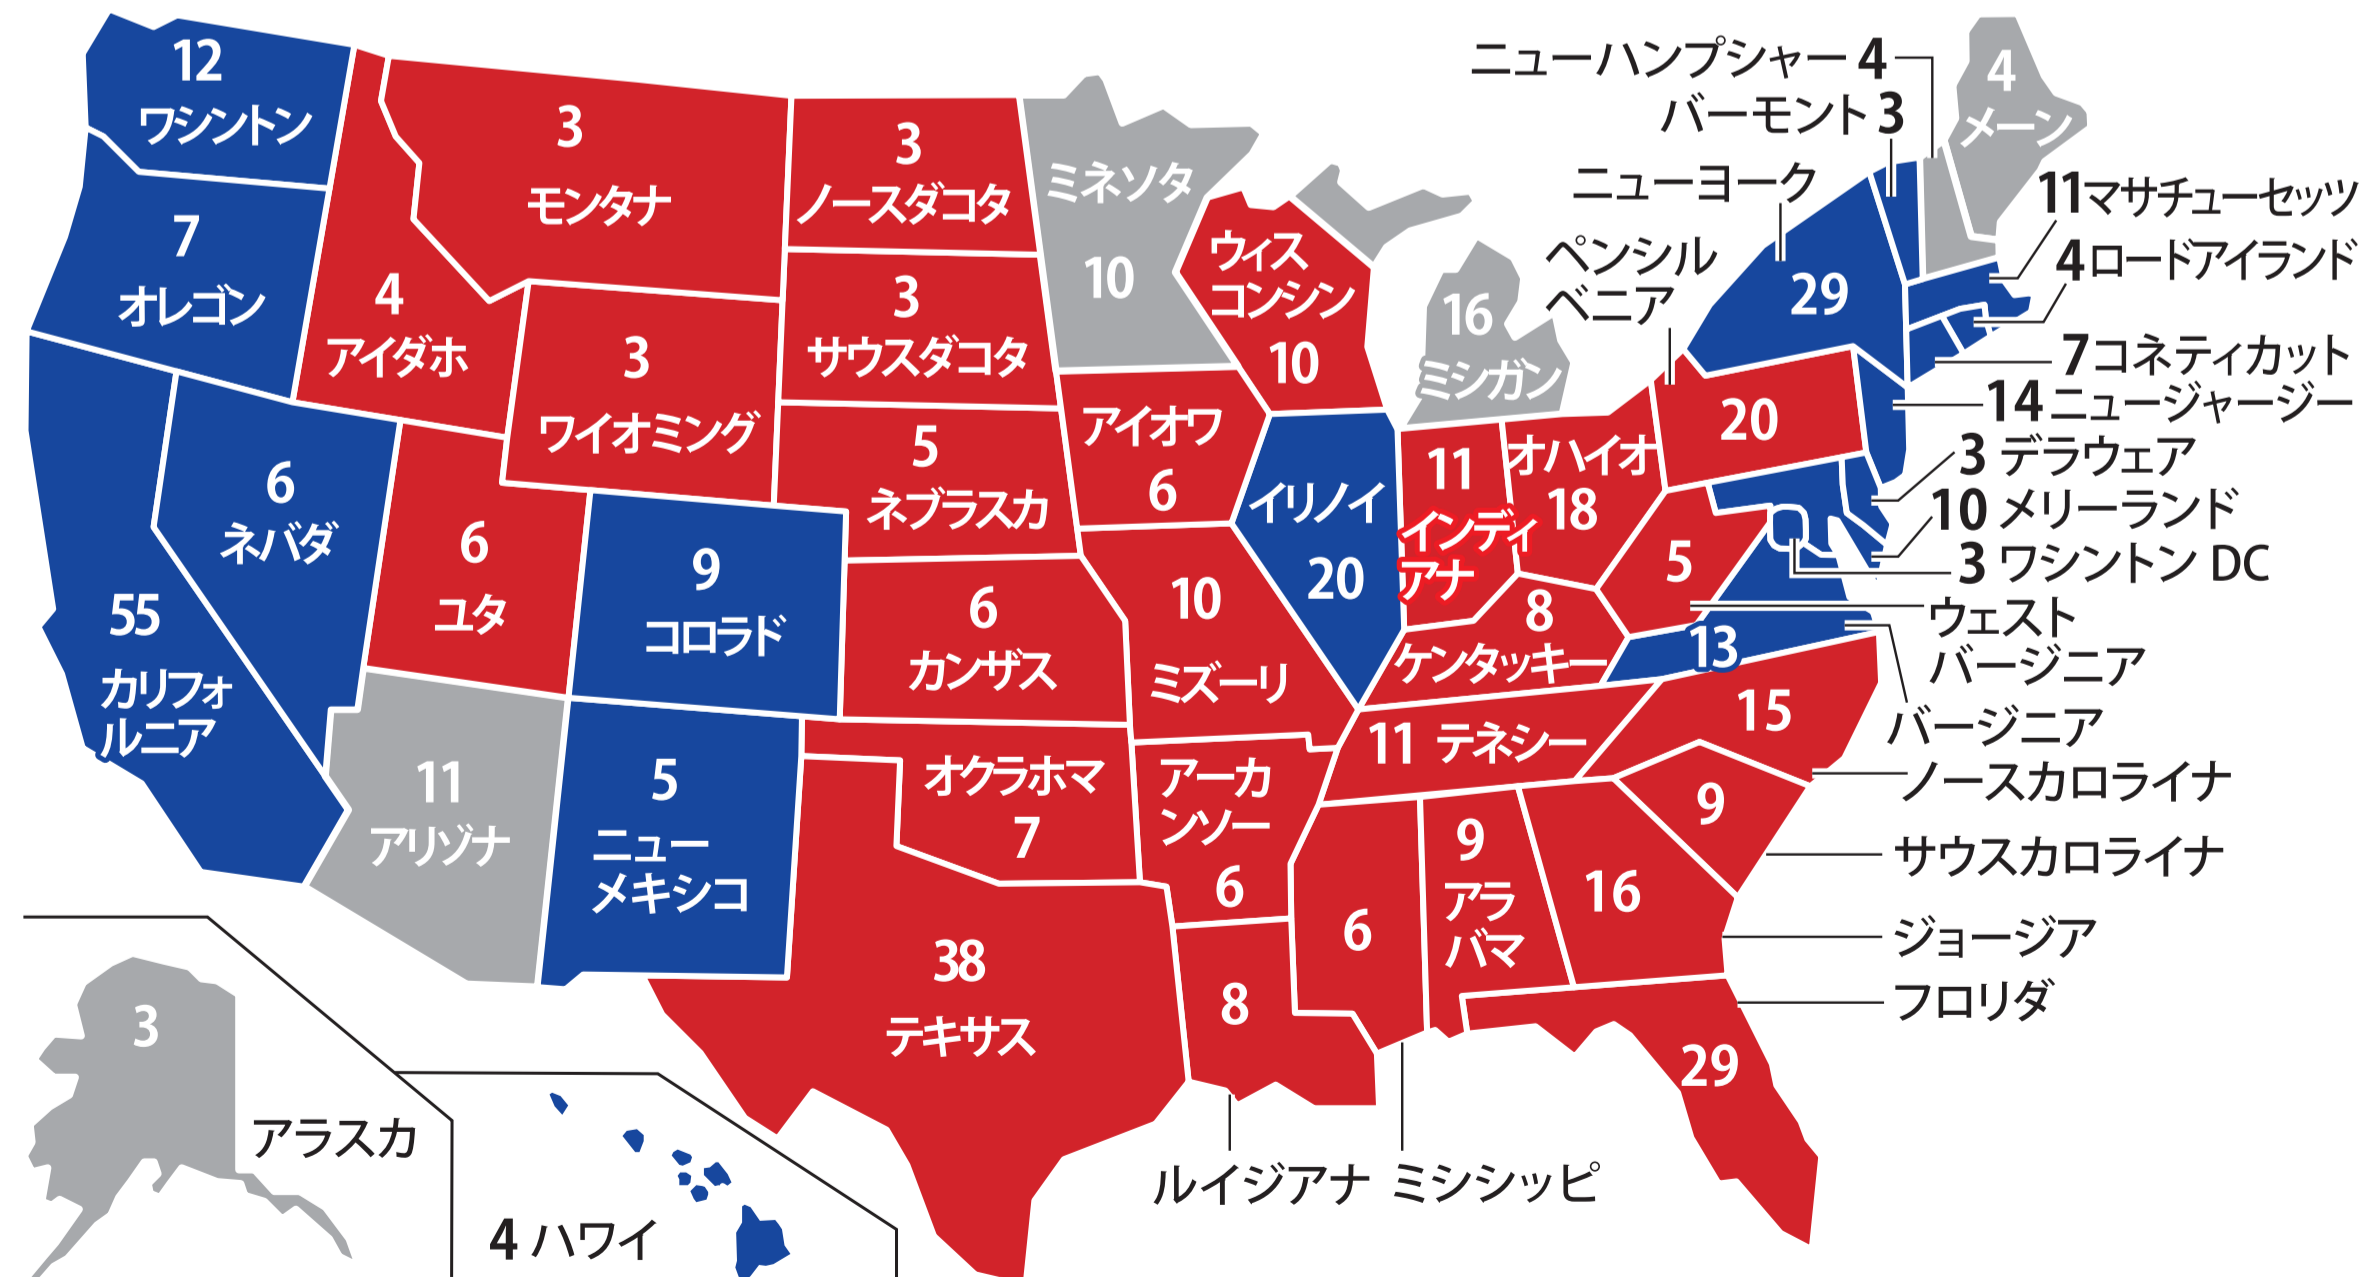 12
ワシントン
7
オレゴン
55
カリフォ
ルニア
6
ネバダ
4
アイダホ
3
モンタナ
3
ワイオミング
6
ユタ
9
コロラド
11
アリゾナ
5
ニュー
メキシコ
3
ノースダコタ
3
サウスダコタ
5
ネブラスカ
6
カンザス
オクラホマ
7
38
テキサス
ミネソタ
10
アイオワ
6
10
ミズーリ
アーカ
ンソー
6
8
ルイジアナ
ウィス
コンシン
10
イリノイ
20
16
ミシガン
11
インディ
アナ
オハイオ
18
8
ケンタッキー
11 テネシー
6
ミシシッピ
9
アラ
バマ
16
29
9
15
13
5
20
29
ニューハンプシャー 4
バーモント 3
ニューヨーク
ペンシル
ベニア
4
メーン
11マサチューセッツ
4ロードアイランド
7コネティカット
14ニュージャージー
3 デラウェア
10 メリーランド
3 ワシントン DC
ウェスト
バージニア
バージニア
ノースカロライナ
サウスカロライナ
ジョージア
フロリダ
3
アラスカ
4 ハワイ